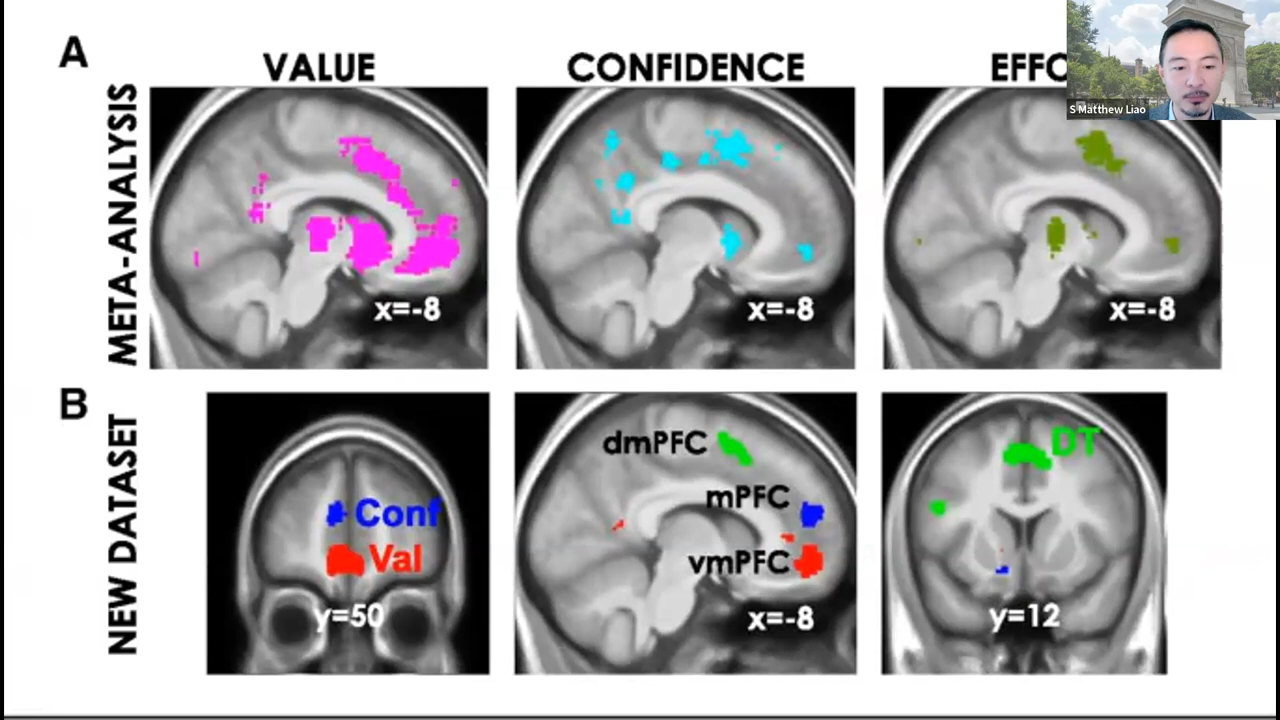 A
VALUE
CONFIDENCE
EFFO
S Matthew Liao
META-ANALYSIS
x=-8
x=-8
x=-8
B
NEW DATASET
Conf
Val
y=50
dmPFC
mPFC
vmPFC
x=-8
DT
y=12